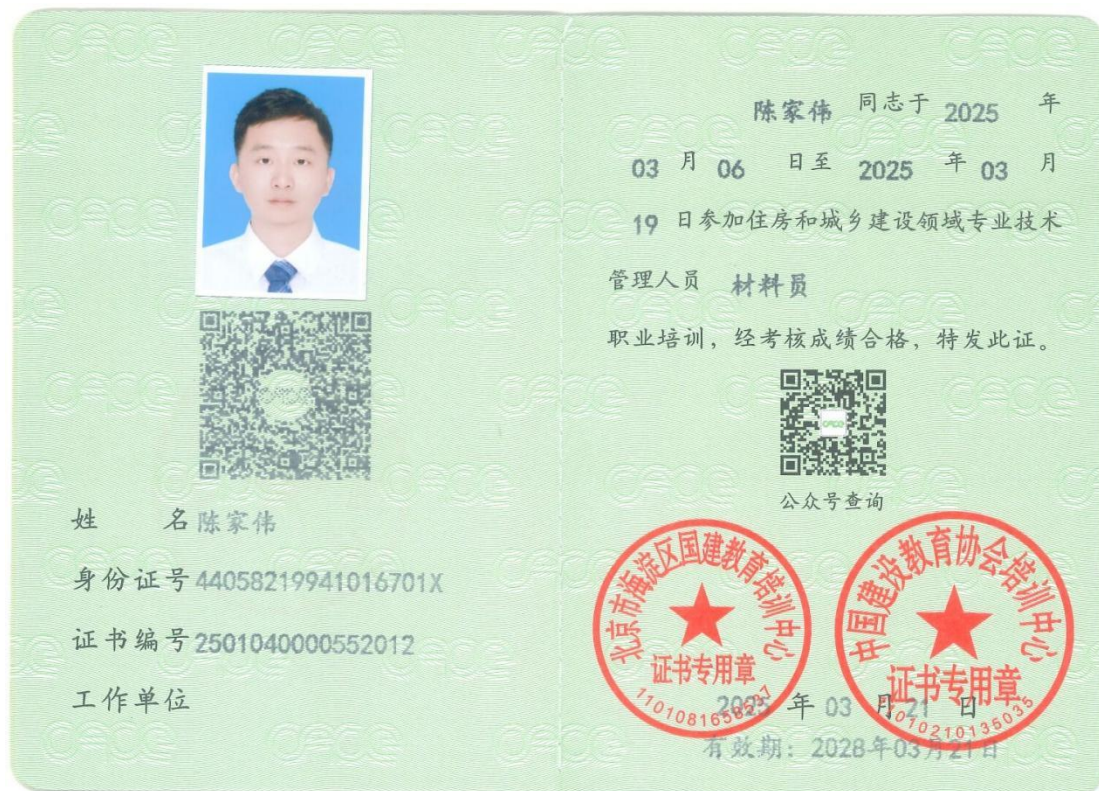 姓 名 陈家伟
身份证号 44058219941016701X
证书编号 2501040000552012
工作单位
陈家伟 同志于 2025 年
03 月 06 日至 2025 年 03 月
19 日参加住房和城乡建设领域专业技术
管理人员 材料员
职业培训，经考核成绩合格，特发此证。
公众号查询
北京市海淀区国建教育培训中心
证书专用章
中国建设教育协会培训中心
证书专用章
11010210135035
2025 年 03 月 21 日
有效期：2028年03月21日